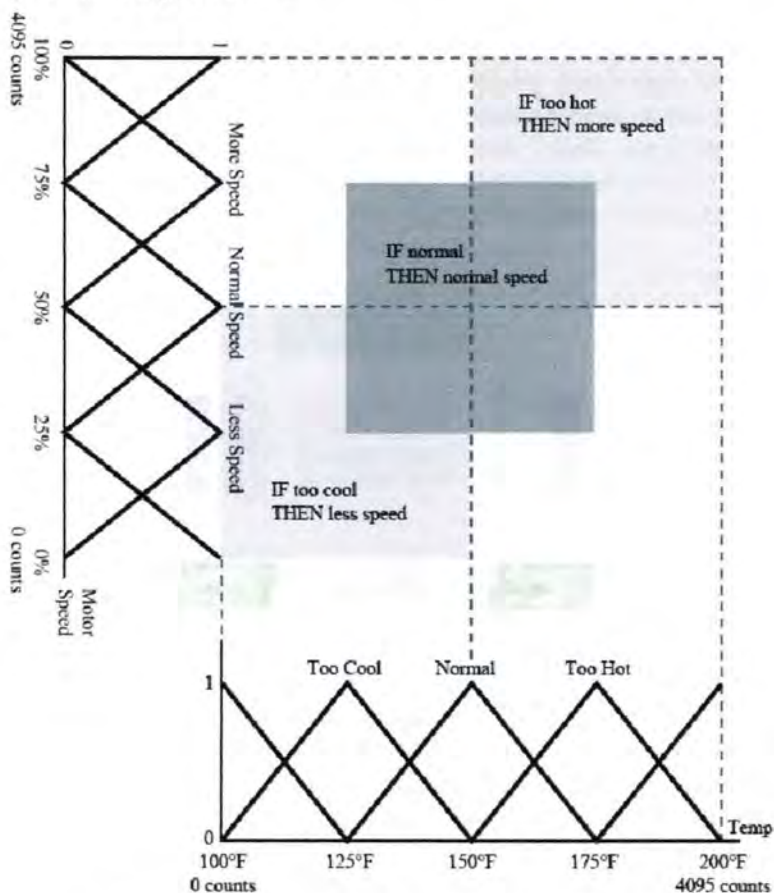 0
1
4095 counts
100%
75%
50%
25%
0%
0 counts
More Speed
Normal Speed
Less Speed
Motor
Speed
IF too hot
THEN more speed
IF normal
THEN normal speed
IF too cool
THEN less speed
Too Cool
Normal
Too Hot
1
0
Temp
100°F
125°F
150°F
175°F
200°F
0 counts
4095 counts